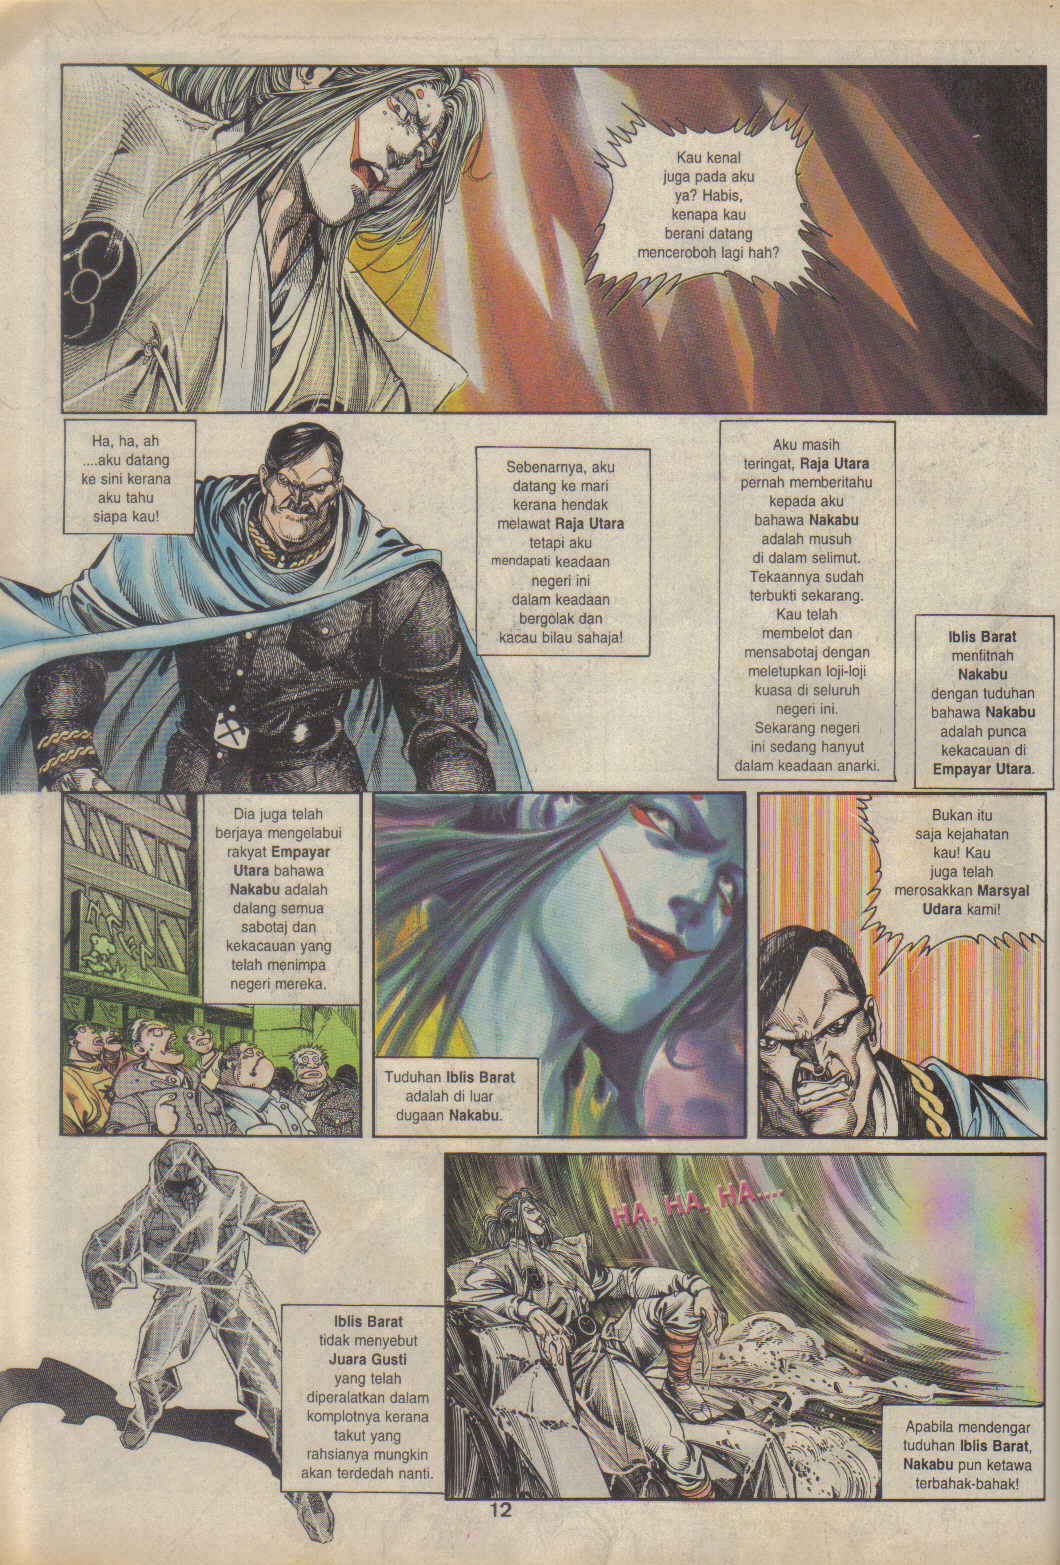 Kau kenal
juga pada aku
ya? Habis,
kenapa kau
berani datang
menceroboh lagi hah?
Ha, ha, ah
....aku datang
ke sini kerana
aku tahu
siapa kau!
Sebenarnya, aku
datang ke mari
kerana hendak
melawat Raja Utara
tetapi aku
mendapati keadaan
negeri ini
dalam keadaan
bergolak dan
kacau bilau sahaja!
Aku masih
teringat, Raja Utara
pernah memberitahu
kepada aku
bahawa Nakabu
adalah musuh
di dalam selimut.
Tekaannya sudah
terbukti sekarang.
Kau telah
membelot dan
mensabotaj dengan
meletupkan loji-loji
kuasa di seluruh
negeri ini.
Sekarang negeri
ini sedang hanyut
dalam keadaan anarki.
Iblis Barat
menfitnah
Nakabu
dengan tuduhan
bahawa Nakabu
adalah punca
kekacauan di
Empayar Utara.
Dia juga telah
berjaya mengelabui
rakyat Empayar
Utara bahawa
Nakabu adalah
dalang semua
sabotaj dan
kekacauan yang
telah menimpa
negeri mereka.
Tuduhan Iblis Barat
adalah di luar
dugaan Nakabu.
Bukan itu
saja kejahatan
kau! Kau
juga telah
merosakkan Marsyal
Udara kami!
Iblis Barat
tidak menyebut
Juara Gusti
yang telah
diperalatkan dalam
komplotnya kerana
takut yang
rahsianya mungkin
akan terdedah nanti.
HA, HA, HA....
Apabila mendengar
tuduhan Iblis Barat,
Nakabu pun ketawa
terbahak-bahak!
12